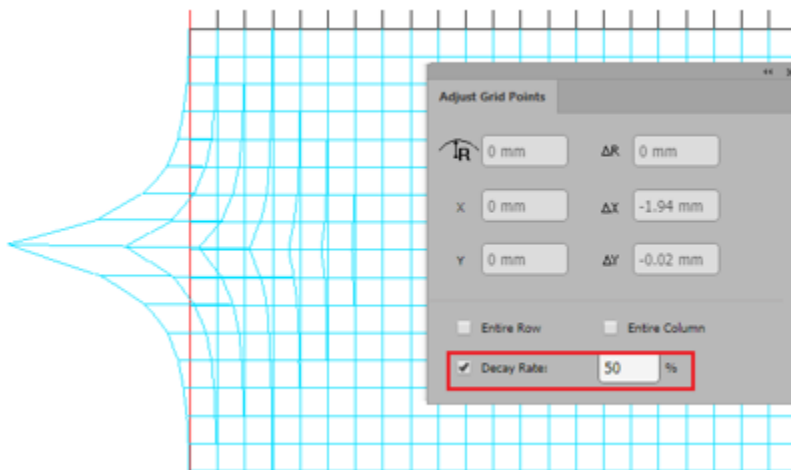 Adjust Grid Points
R 0 mm ΔR 0 mm
X 0 mm ΔX -1.94 mm
Y 0 mm ΔY -0.02 mm
Entire Row Entire Column
Decay Rate: 50 %